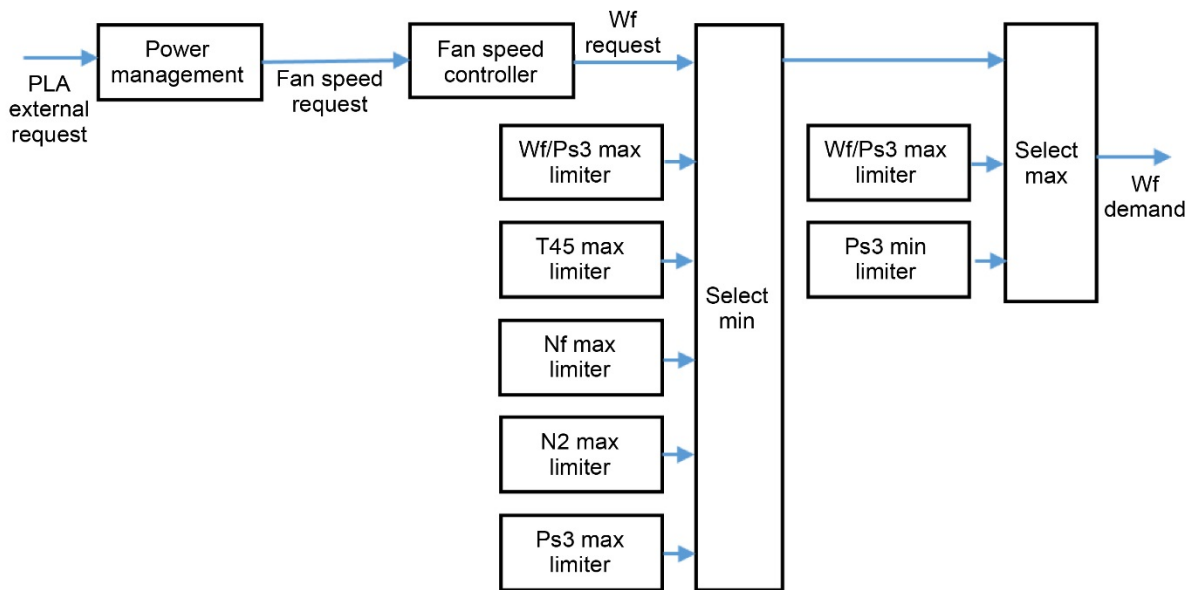 Power
management
PLA
external
request
Fan speed
request
Fan speed
controller
Wf
request
Wf/Ps3 max
limiter
T45 max
limiter
Nf max
limiter
N2 max
limiter
Ps3 max
limiter
Select
min
Wf/Ps3 max
limiter
Ps3 min
limiter
Select
max
Wf
demand